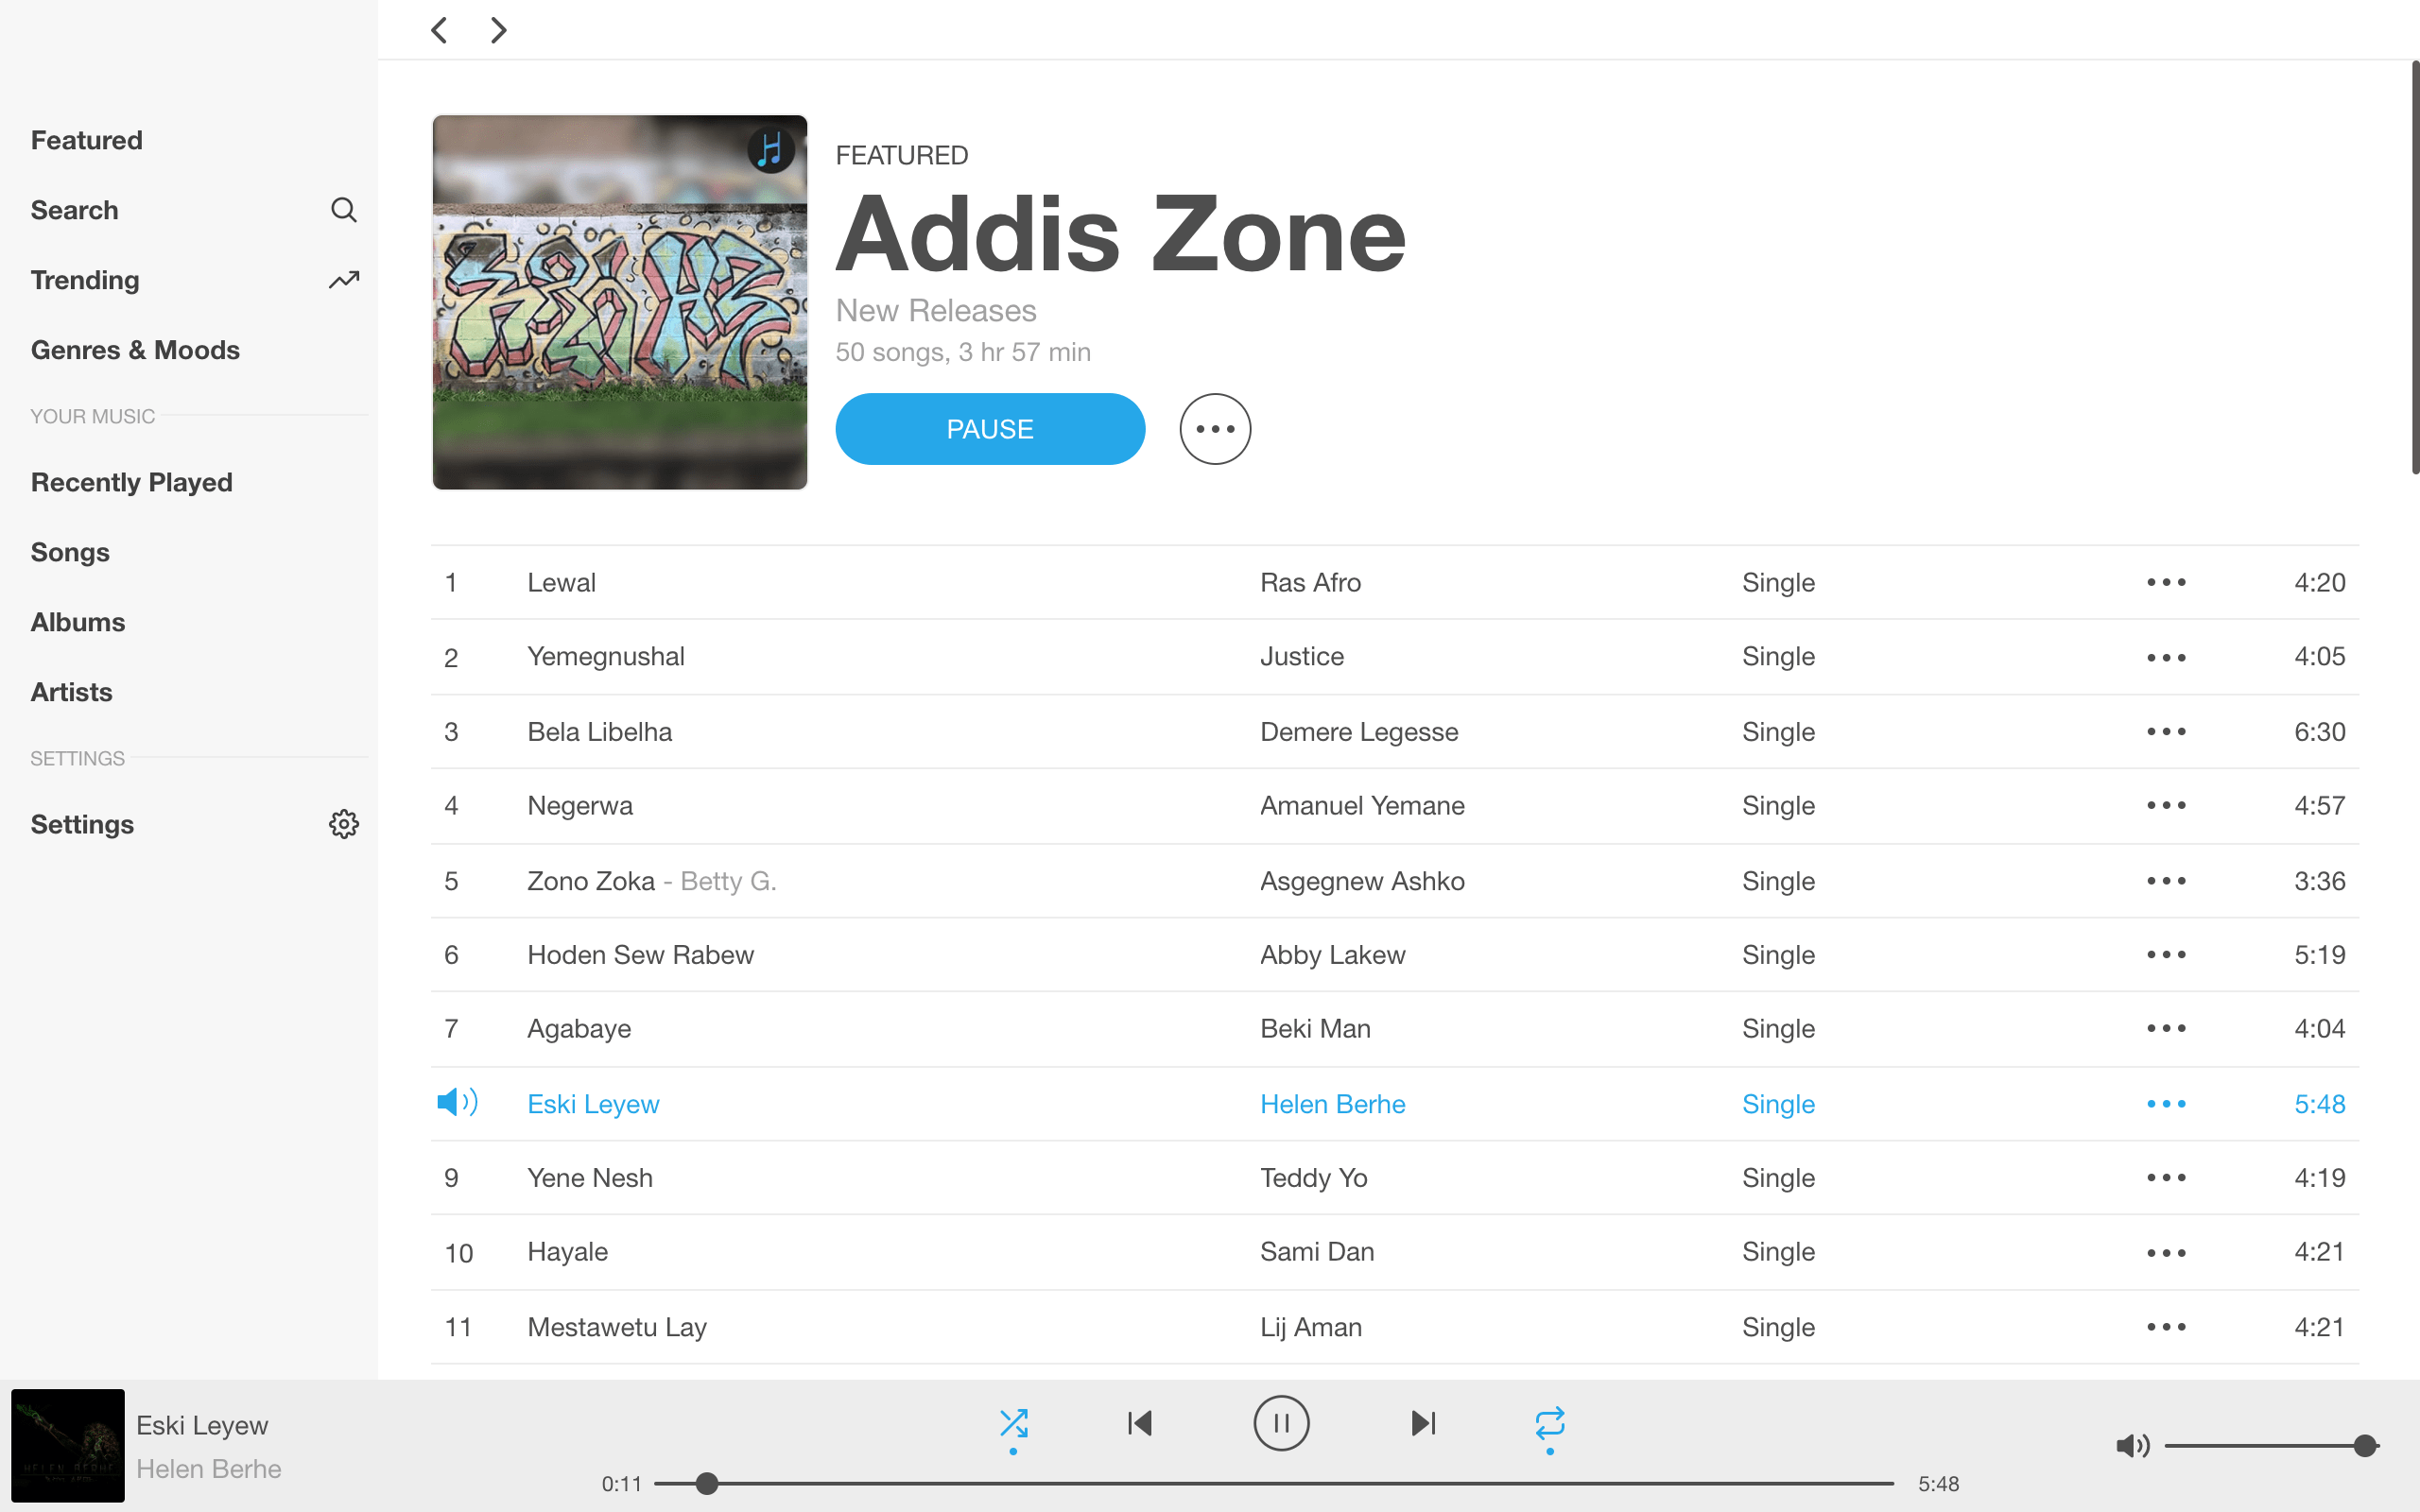 Featured
Search
Trending
Genres & Moods
YOUR MUSIC
Recently Played
Songs
Albums
Artists
SETTINGS
Settings
FEATURED
Addis Zone
New Releases
50 songs, 3 hr 57 min
PAUSE
1 Lewal Ras Afro Single 4:20
2 Yemegnushal Justice Single 4:05
3 Bela Libelha Demere Legesse Single 6:30
4 Negerwa Amanuel Yemane Single 4:57
5 Zono Zoka - Betty G. Asgegnew Ashko Single 3:36
6 Hoden Sew Rabew Abby Lakew Single 5:19
7 Agabaye Beki Man Single 4:04
Eski Leyew Helen Berhe Single 5:48
9 Yene Nesh Teddy Yo Single 4:19
10 Hayale Sami Dan Single 4:21
11 Mestawetu Lay Lij Aman Single 4:21
HELEN BERHE
Eski Leyew
Helen Berhe
0:11
5:48